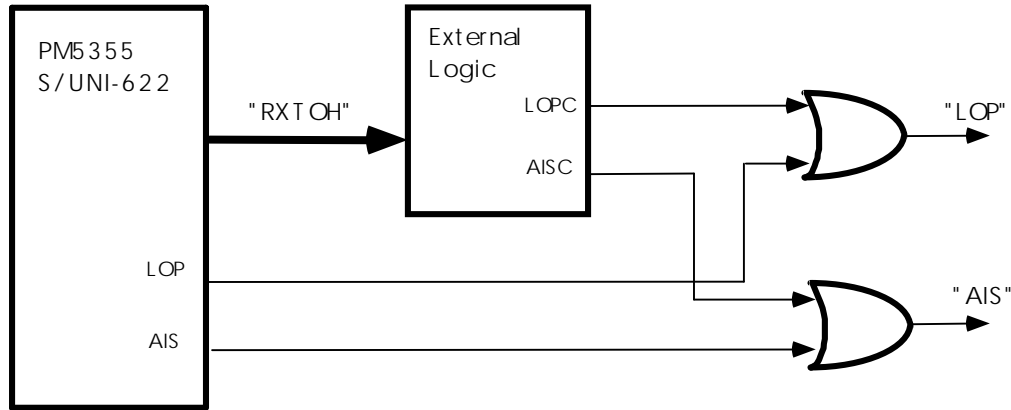 PM5355
S/UNI-622
"RXTOH"
External
Logic
LOPC
AISC
"LOP"
LOP
AIS
"AIS"